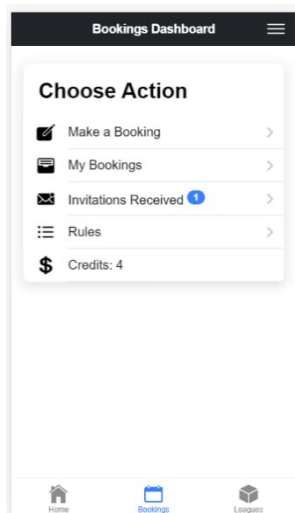 Bookings Dashboard
Choose Action
Make a Booking
My Bookings
Invitations Received 1
Rules
$ Credits: 4
Home Bookings Leagues